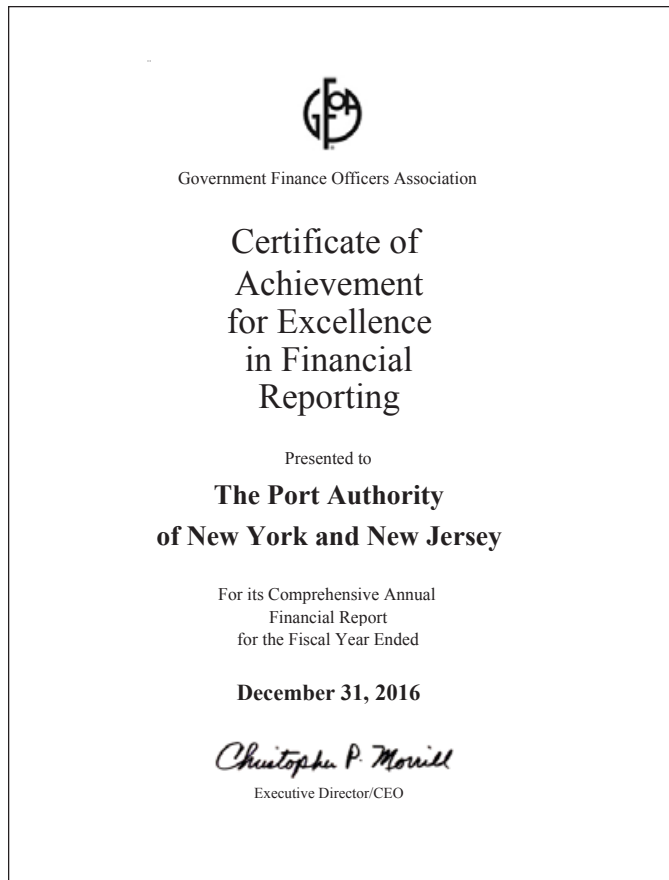 GFOA
Government Finance Officers Association
Certificate of
Achievement
for Excellence
in Financial
Reporting
Presented to
The Port Authority
of New York and New Jersey
For its Comprehensive Annual
Financial Report
for the Fiscal Year Ended
December 31, 2016
Christopher P. Morrill
Executive Director/CEO